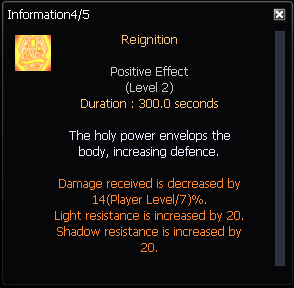 Information4/5
Reignition
Positive Effect
(Level 2)
Duration : 300.0 seconds
The holy power envelops the
body, increasing defence.
Damage received is decreased by
14(Player Level/7)%.
Light resistance is increased by 20.
Shadow resistance is increased by
20.